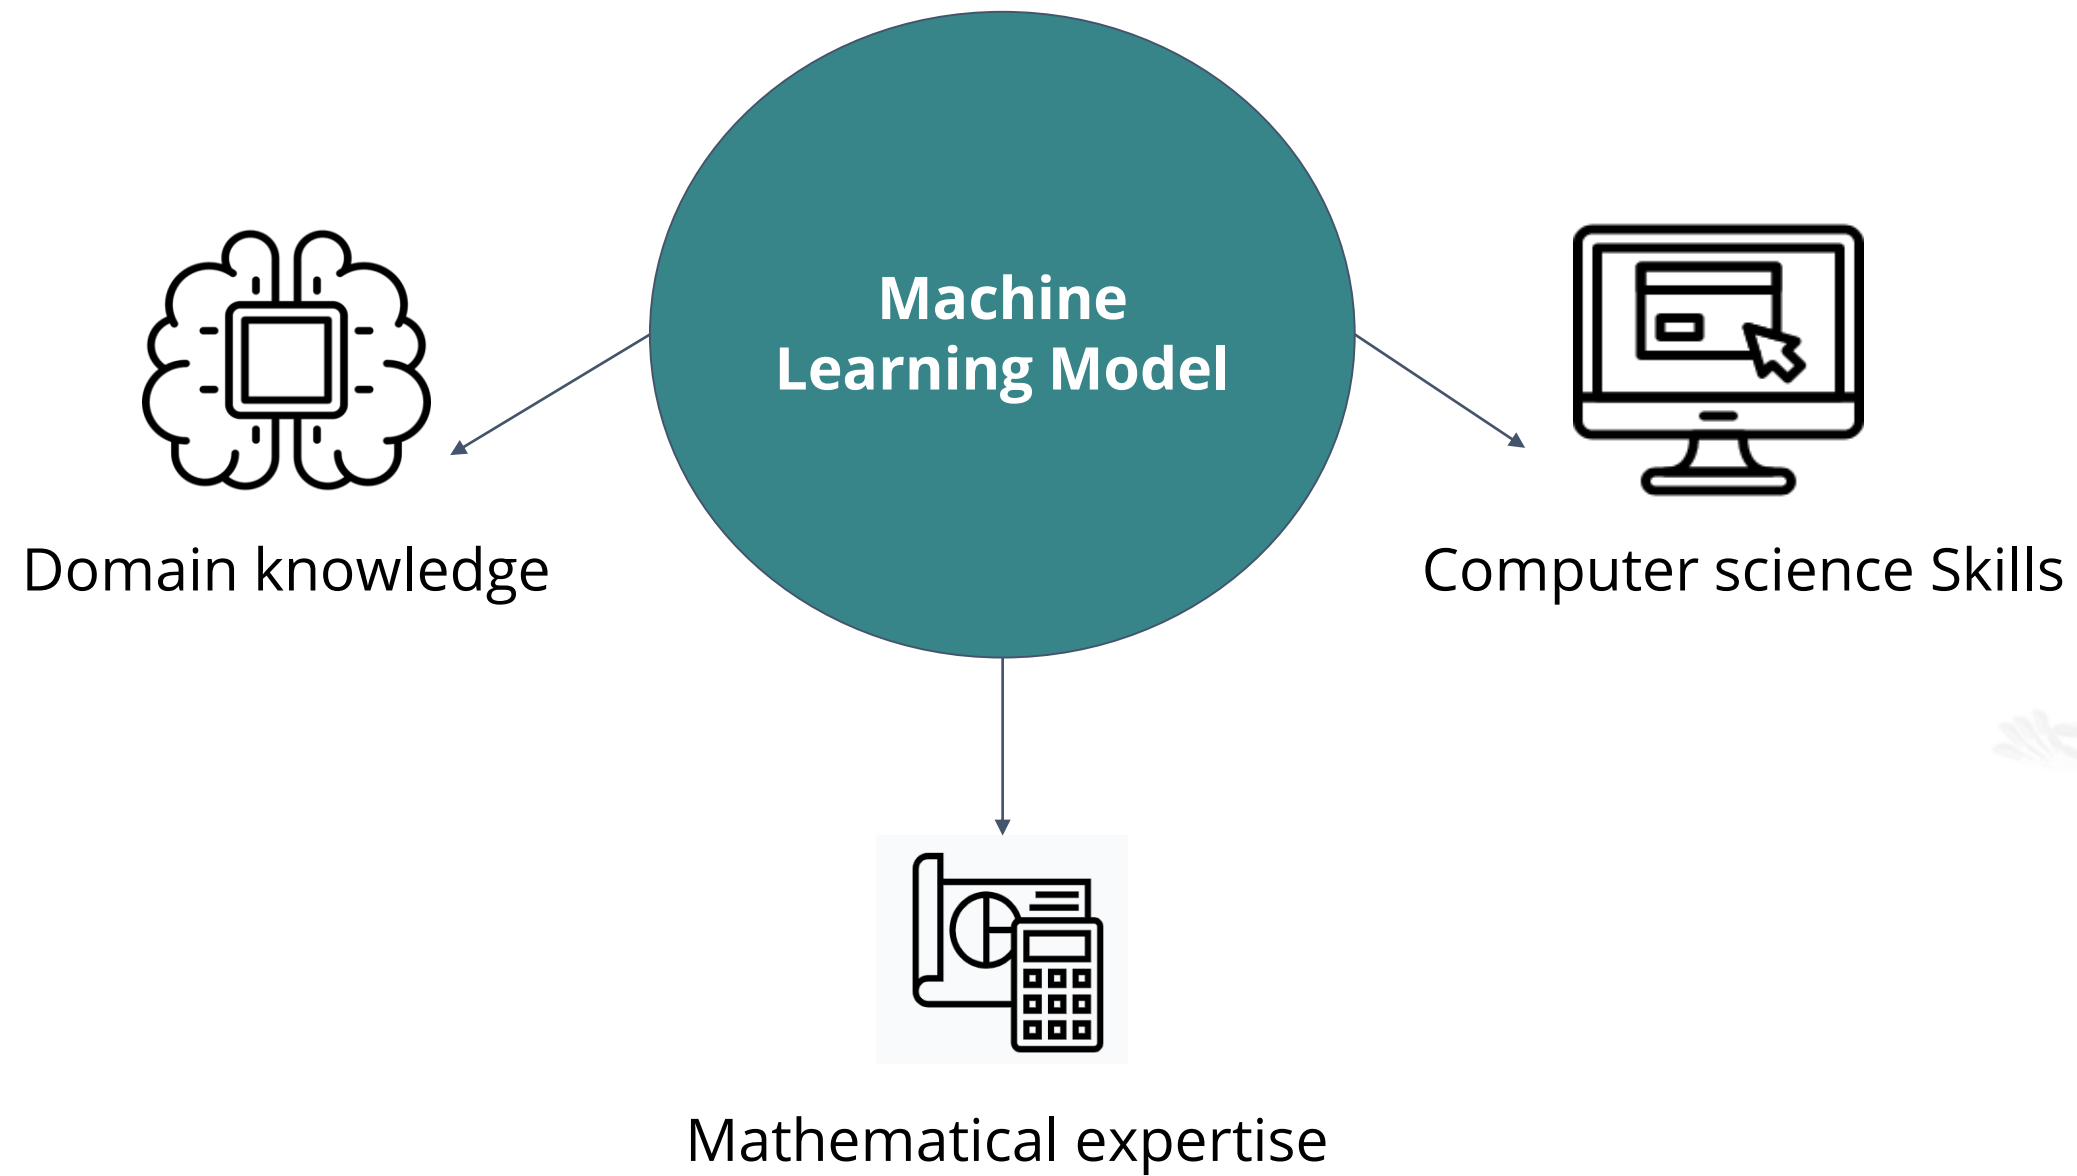 Machine
Learning Model
Domain knowledge
Computer science Skills
Mathematical expertise